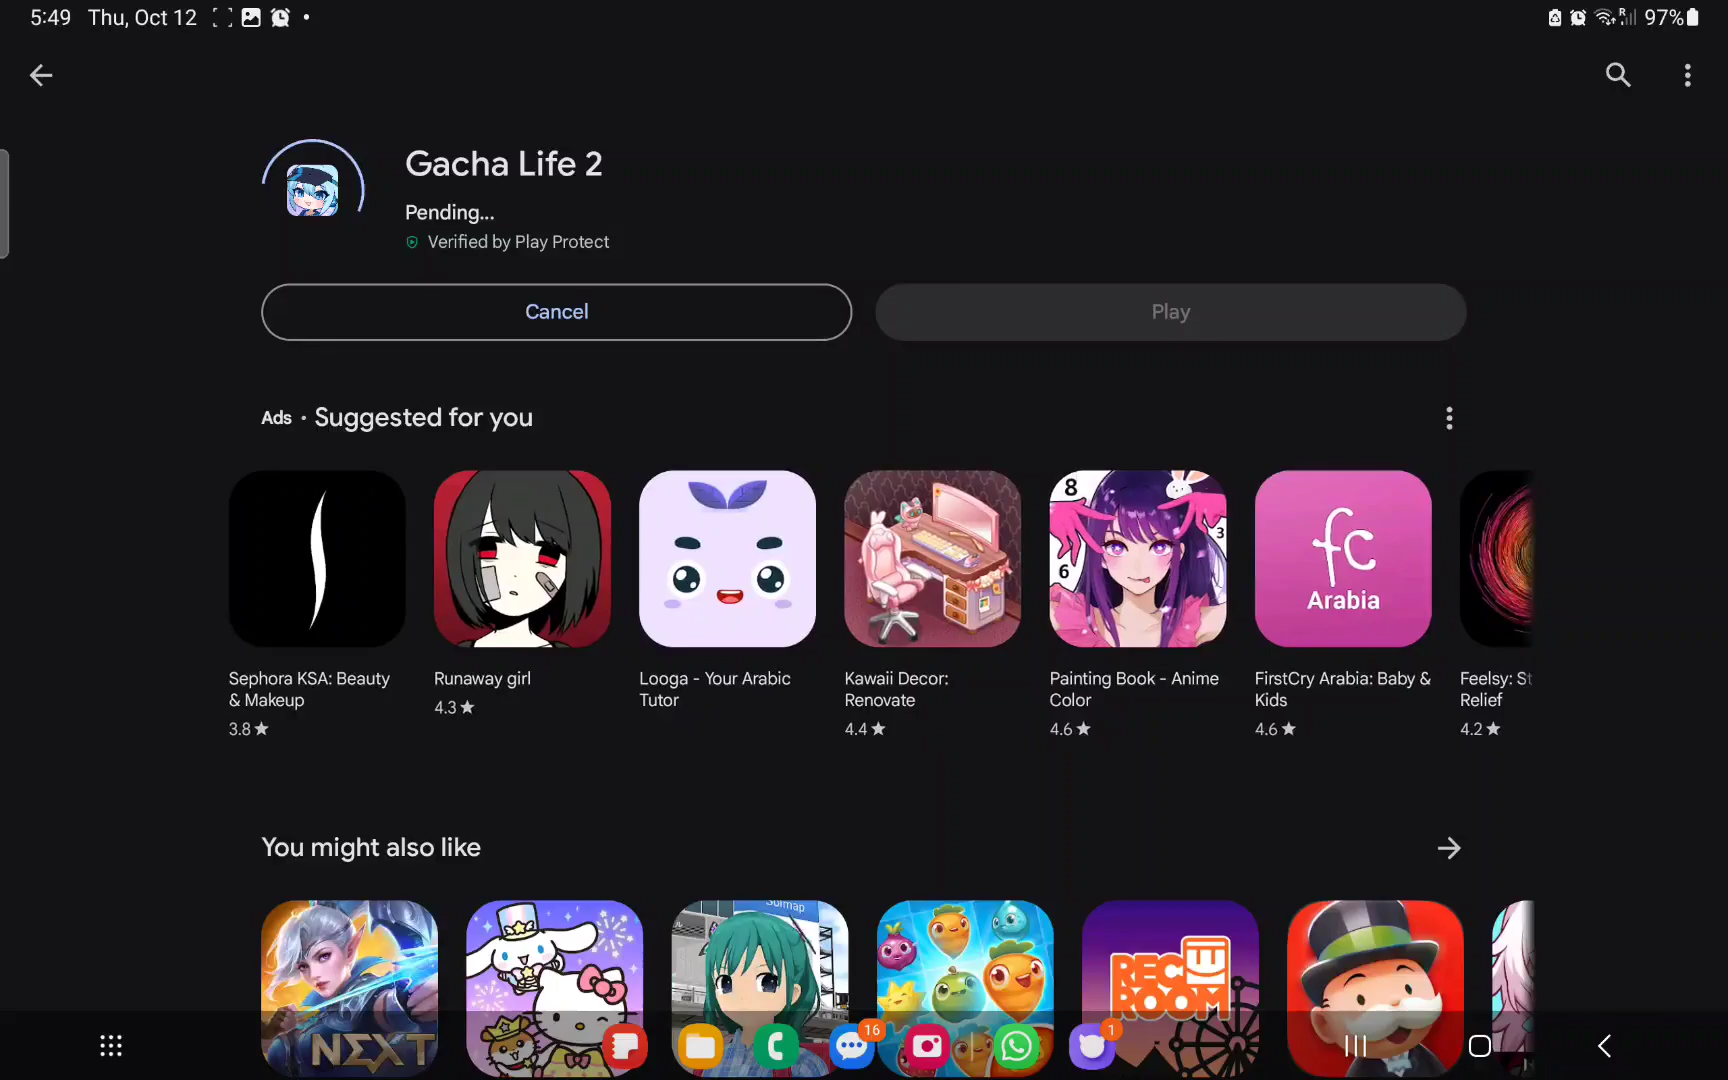 5:49 Thu, Oct 12
97%
Gacha Life 2
Pending...
Verified by Play Protect
Cancel
Play
Ads · Suggested for you
8
3
6
fc
Arabia
Sephora KSA: Beauty
& Makeup
3.8★
Runaway girl
4.3★
Looga - Your Arabic
Tutor
Kawaii Decor:
Renovate
4.4★
Painting Book - Anime
Color
4.6★
FirstCry Arabia: Baby &
Kids
4.6★
Feelsy: St
Relief
4.2★
You might also like
NEXT
REC
ROOM
16
1